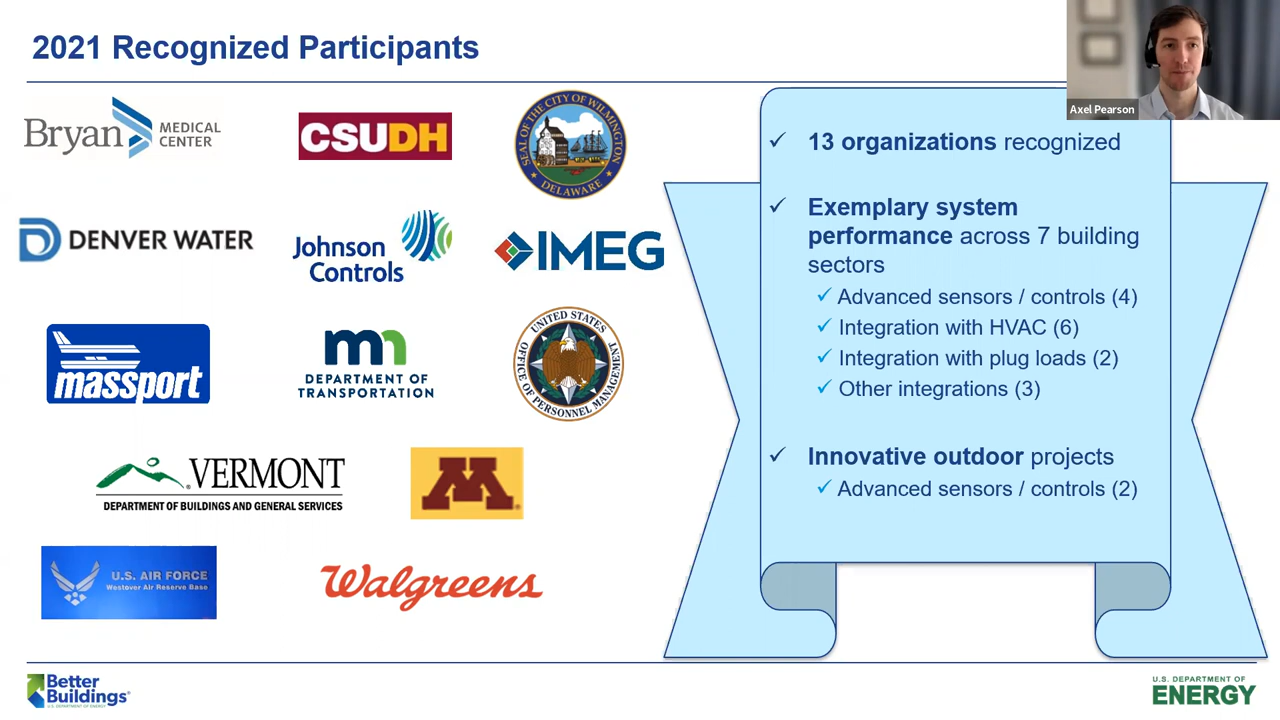 2021 Recognized Participants
Axel Pearson
Bryan
MEDICAL
CENTER
CSUDH
SEAL OF THE CITY OF WILMINGTON
DELAWARE
DENVER WATER
Johnson
Controls
IMEG
massport
mn
DEPARTMENT OF
TRANSPORTATION
UNITED STATES
OFFICE OF PERSONNEL MANAGEMENT
VERMONT
DEPARTMENT OF BUILDINGS AND GENERAL SERVICES
M
U.S. AIR FORCE
Westover Air Reserve Base
Walgreens
✓ 13 organizations recognized
✓ Exemplary system
performance across 7 building
sectors
✓ Advanced sensors / controls (4)
✓ Integration with HVAC (6)
✓ Integration with plug loads (2)
✓ Other integrations (3)
✓ Innovative outdoor projects
✓ Advanced sensors / controls (2)
Better
Buildings®
U.S. DEPARTMENT OF ENERGY
U.S. DEPARTMENT OF
ENERGY